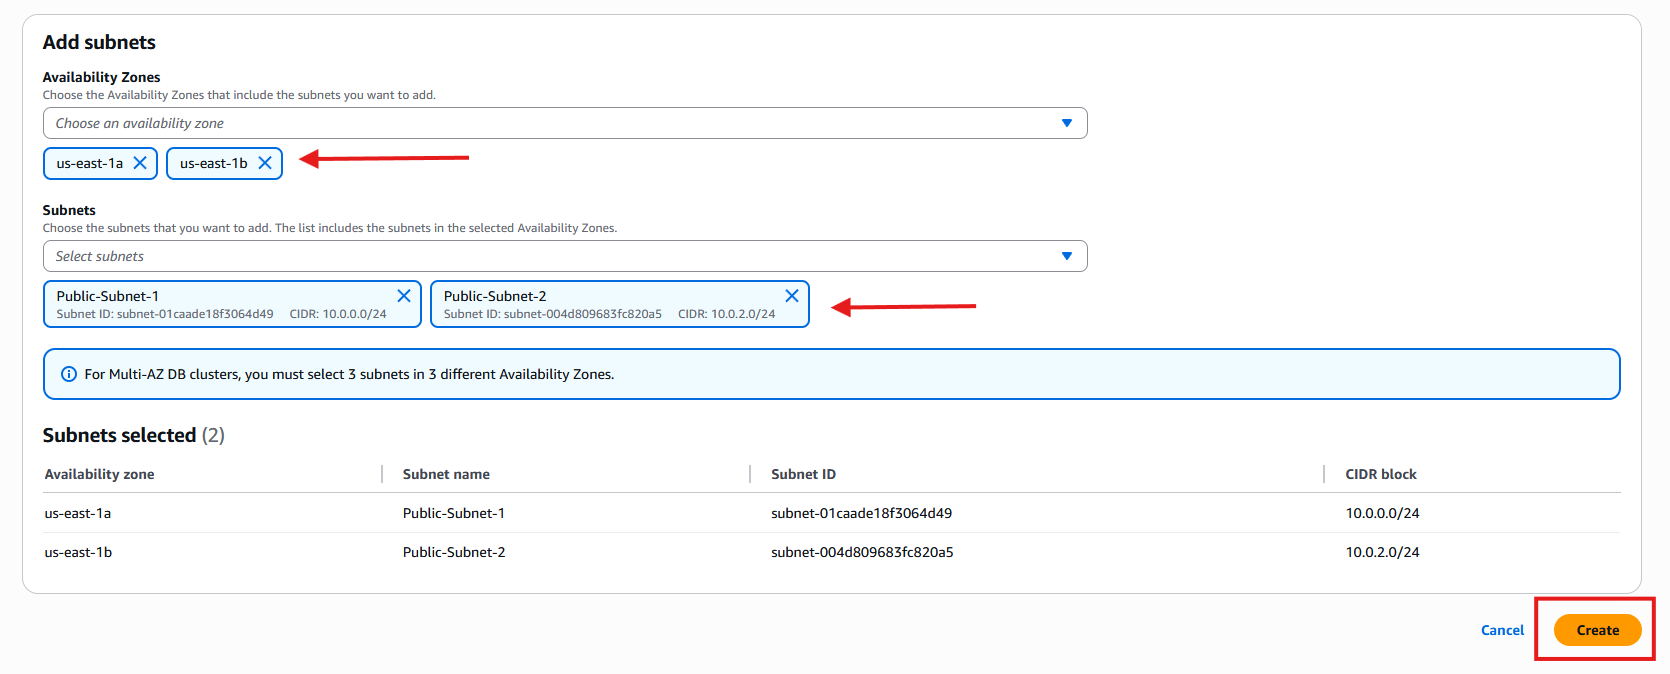 Add subnets
Availability Zones
Choose the Availability Zones that include the subnets you want to add.
Choose an availability zone
us-east-1a us-east-1b
Subnets
Choose the subnets that you want to add. The list includes the subnets in the selected Availability Zones.
Select subnets
Public-Subnet-1 Public-Subnet-2
Subnet ID: subnet-01caade18f3064d49 CIDR: 10.0.0.0/24 Subnet ID: subnet-004d809683fc820a5 CIDR: 10.0.2.0/24
For Multi-AZ DB clusters, you must select 3 subnets in 3 different Availability Zones.
Subnets selected (2)
Availability zone Subnet name Subnet ID CIDR block
us-east-1a Public-Subnet-1 subnet-01caade18f3064d49 10.0.0.0/24
us-east-1b Public-Subnet-2 subnet-004d809683fc820a5 10.0.2.0/24
Cancel Create